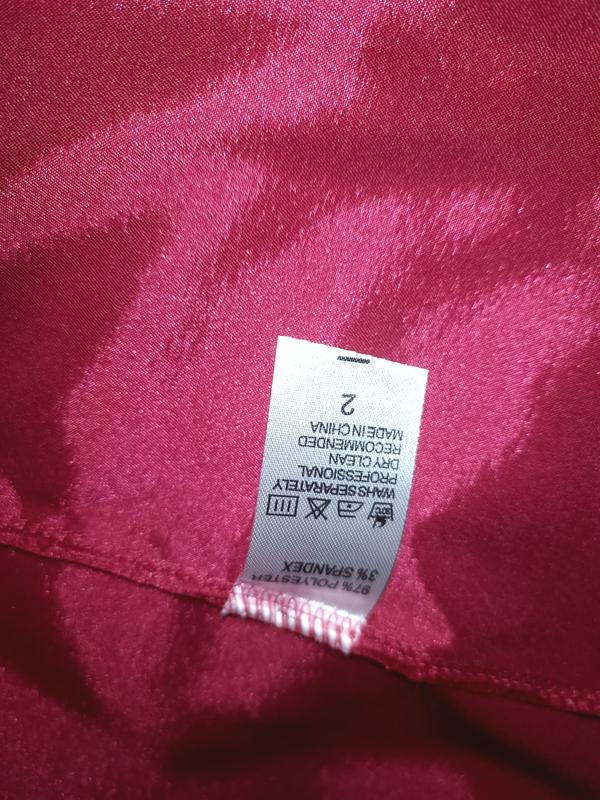 97% POLYESTER
3% SPANDEX
WAHS SEPARATELY
PROFESSIONAL
DRY CLEAN
RECOMMENDED
MADE IN CHINA
2